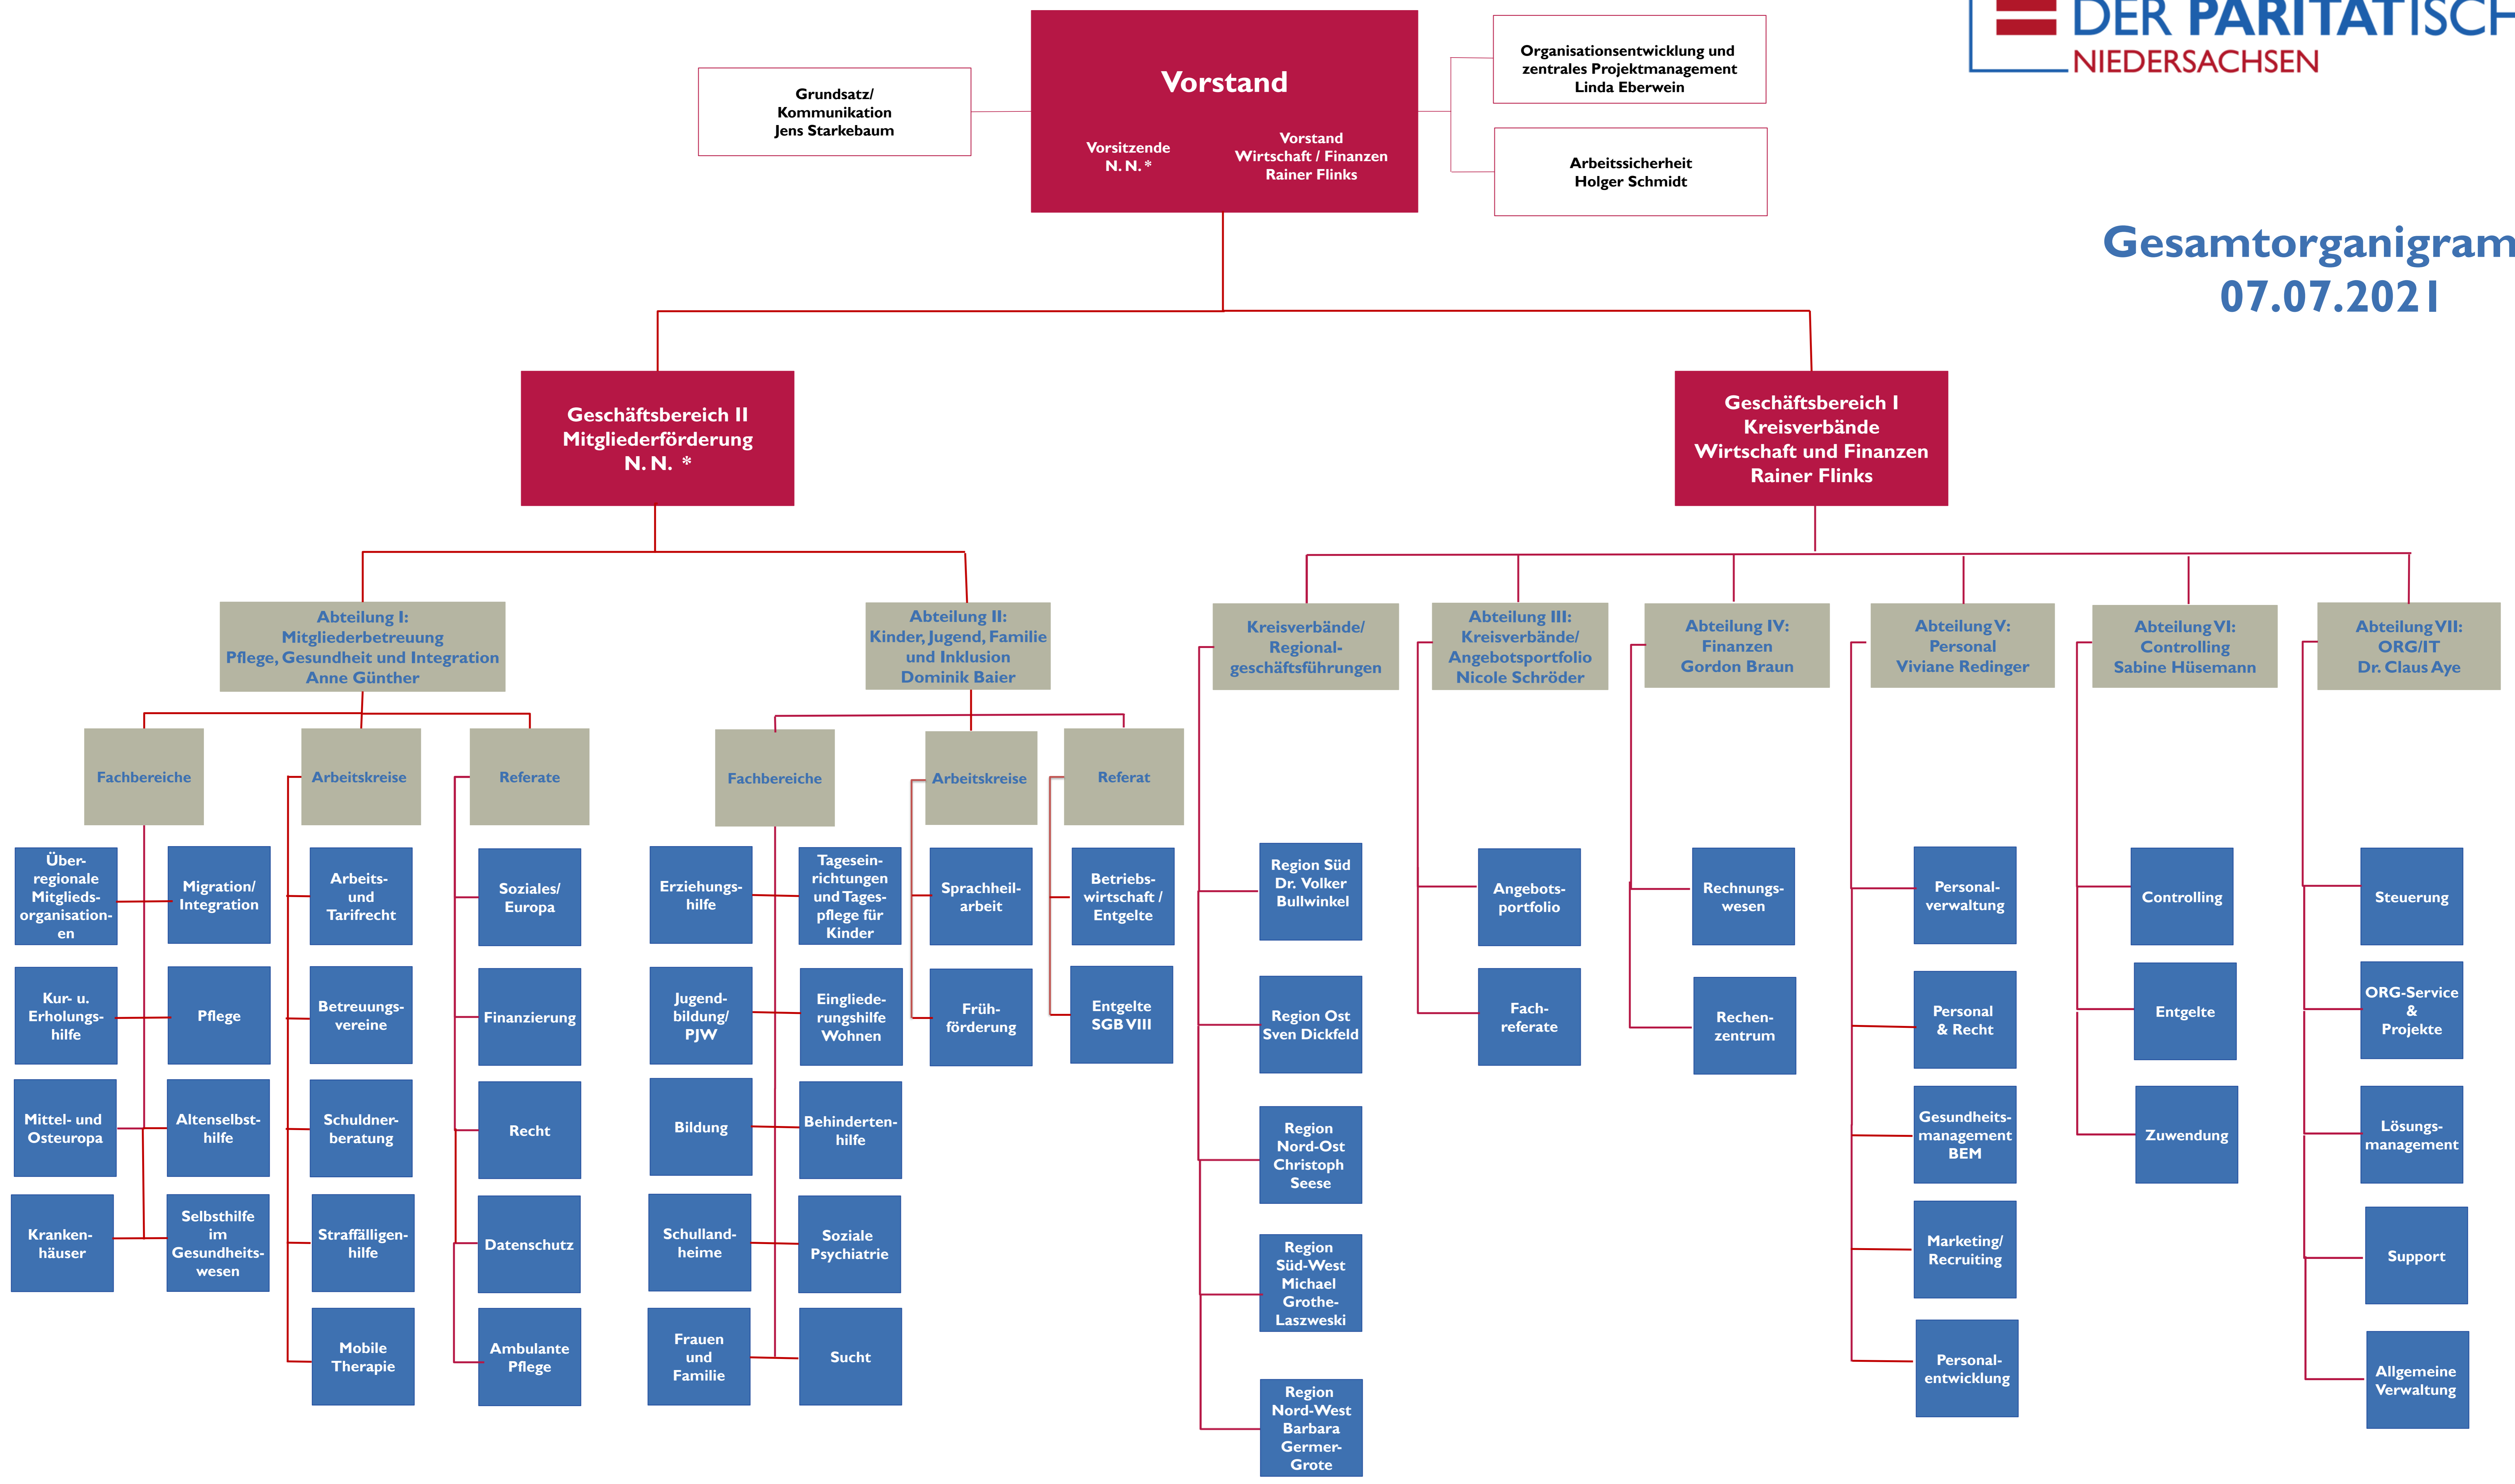 DER PARITÄTISCH
NIEDERSACHSEN
Gesamtorganigram
07.07.2021
Vorstand
Vorsitzende
N. N. *
Vorstand
Wirtschaft / Finanzen
Rainer Flinks
Grundsatz/
Kommunikation
Jens Starkebaum
Organisationsentwicklung und
zentrales Projektmanagement
Linda Eberwein
Arbeitssicherheit
Holger Schmidt
Geschäftsbereich II
Mitgliederförderung
N. N. *
Geschäftsbereich I
Kreisverbände
Wirtschaft und Finanzen
Rainer Flinks
Abteilung I:
Mitgliederbetreuung
Pflege, Gesundheit und Integration
Anne Günther
Abteilung II:
Kinder, Jugend, Familie
und Inklusion
Dominik Baier
Kreisverbände/
Regional-
geschäftsführungen
Abteilung III:
Kreisverbände/
Angebotsportfolio
Nicole Schröder
Abteilung IV:
Finanzen
Gordon Braun
Abteilung V:
Personal
Viviane Redinger
Abteilung VI:
Controlling
Sabine Hüsemann
Abteilung VII:
ORG/IT
Dr. Claus Aye
Fachbereiche
Arbeitskreise
Referate
Fachbereiche
Arbeitskreise
Referat
Über-
regionale
Mitglieds-
organisation-
en
Kur- u.
Erholungs-
hilfe
Mittel- und
Osteuropa
Kranken-
häuser
Migration/
Integration
Pflege
Altenselbst-
hilfe
Selbsthilfe
im
Gesundheits-
wesen
Arbeits-
und
Tarifrecht
Betreuungs-
vereine
Schuldner-
beratung
Straffälligen-
hilfe
Mobile
Therapie
Soziales/
Europa
Finanzierung
Recht
Datenschutz
Ambulante
Pflege
Erziehungs-
hilfe
Jugend-
bildung/
PJW
Bildung
Schulland-
heime
Frauen
und
Familie
Tagesein-
richtungen
und Tages-
pflege für
Kinder
Eingliede-
rungshilfe
Wohnen
Behinderten-
hilfe
Soziale
Psychiatrie
Sucht
Sprachheil-
arbeit
Früh-
förderung
Betriebs-
wirtschaft /
Entgelte
Entgelte
SGB VIII
Region Süd
Dr. Volker
Bullwinkel
Region Ost
Sven Dickfeld
Region
Nord-Ost
Christoph
Seese
Region
Süd-West
Michael
Grothe-
Laszweski
Region
Nord-West
Barbara
Germer-
Grote
Angebots-
portfolio
Fach-
referate
Rechnungs-
wesen
Rechen-
zentrum
Personal-
verwaltung
Personal
& Recht
Gesundheits-
management
BEM
Marketing/
Recruiting
Personal-
entwicklung
Controlling
Entgelte
Zuwendung
Steuerung
ORG-Service
&
Projekte
Lösungs-
management
Support
Allgemeine
Verwaltung